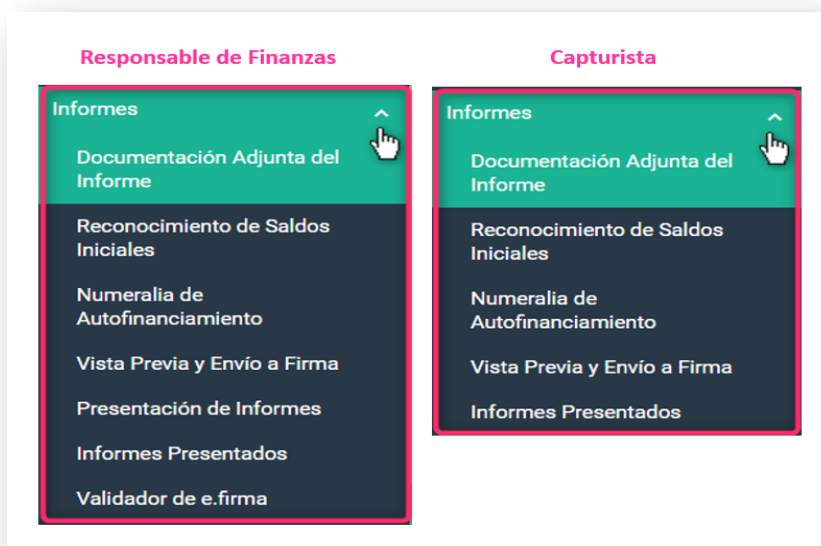 Responsable de Finanzas
Informes
Documentación Adjunta del
Informe
Reconocimiento de Saldos
Iniciales
Numeralia de
Autofinanciamiento
Vista Previa y Envío a Firma
Presentación de Informes
Informes Presentados
Validador de e.firma
Capturista
Informes
Documentación Adjunta del
Informe
Reconocimiento de Saldos
Iniciales
Numeralia de
Autofinanciamiento
Vista Previa y Envío a Firma
Informes Presentados